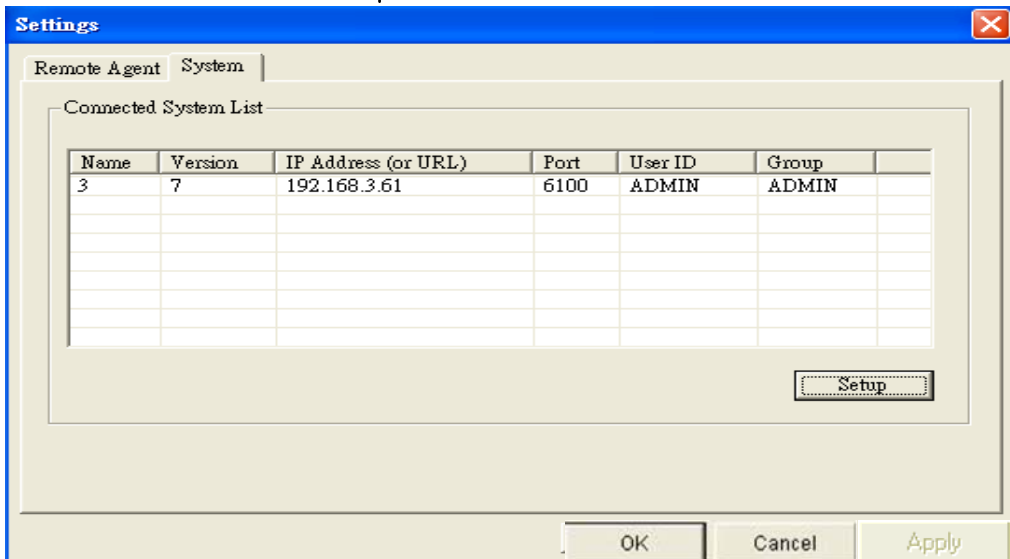 Settings
Remote Agent System
Connected System List
Name Version IP Address (or URL) Port User ID Group
3 7 192.168.3.61 6100 ADMIN ADMIN
Setup
OK Cancel Apply